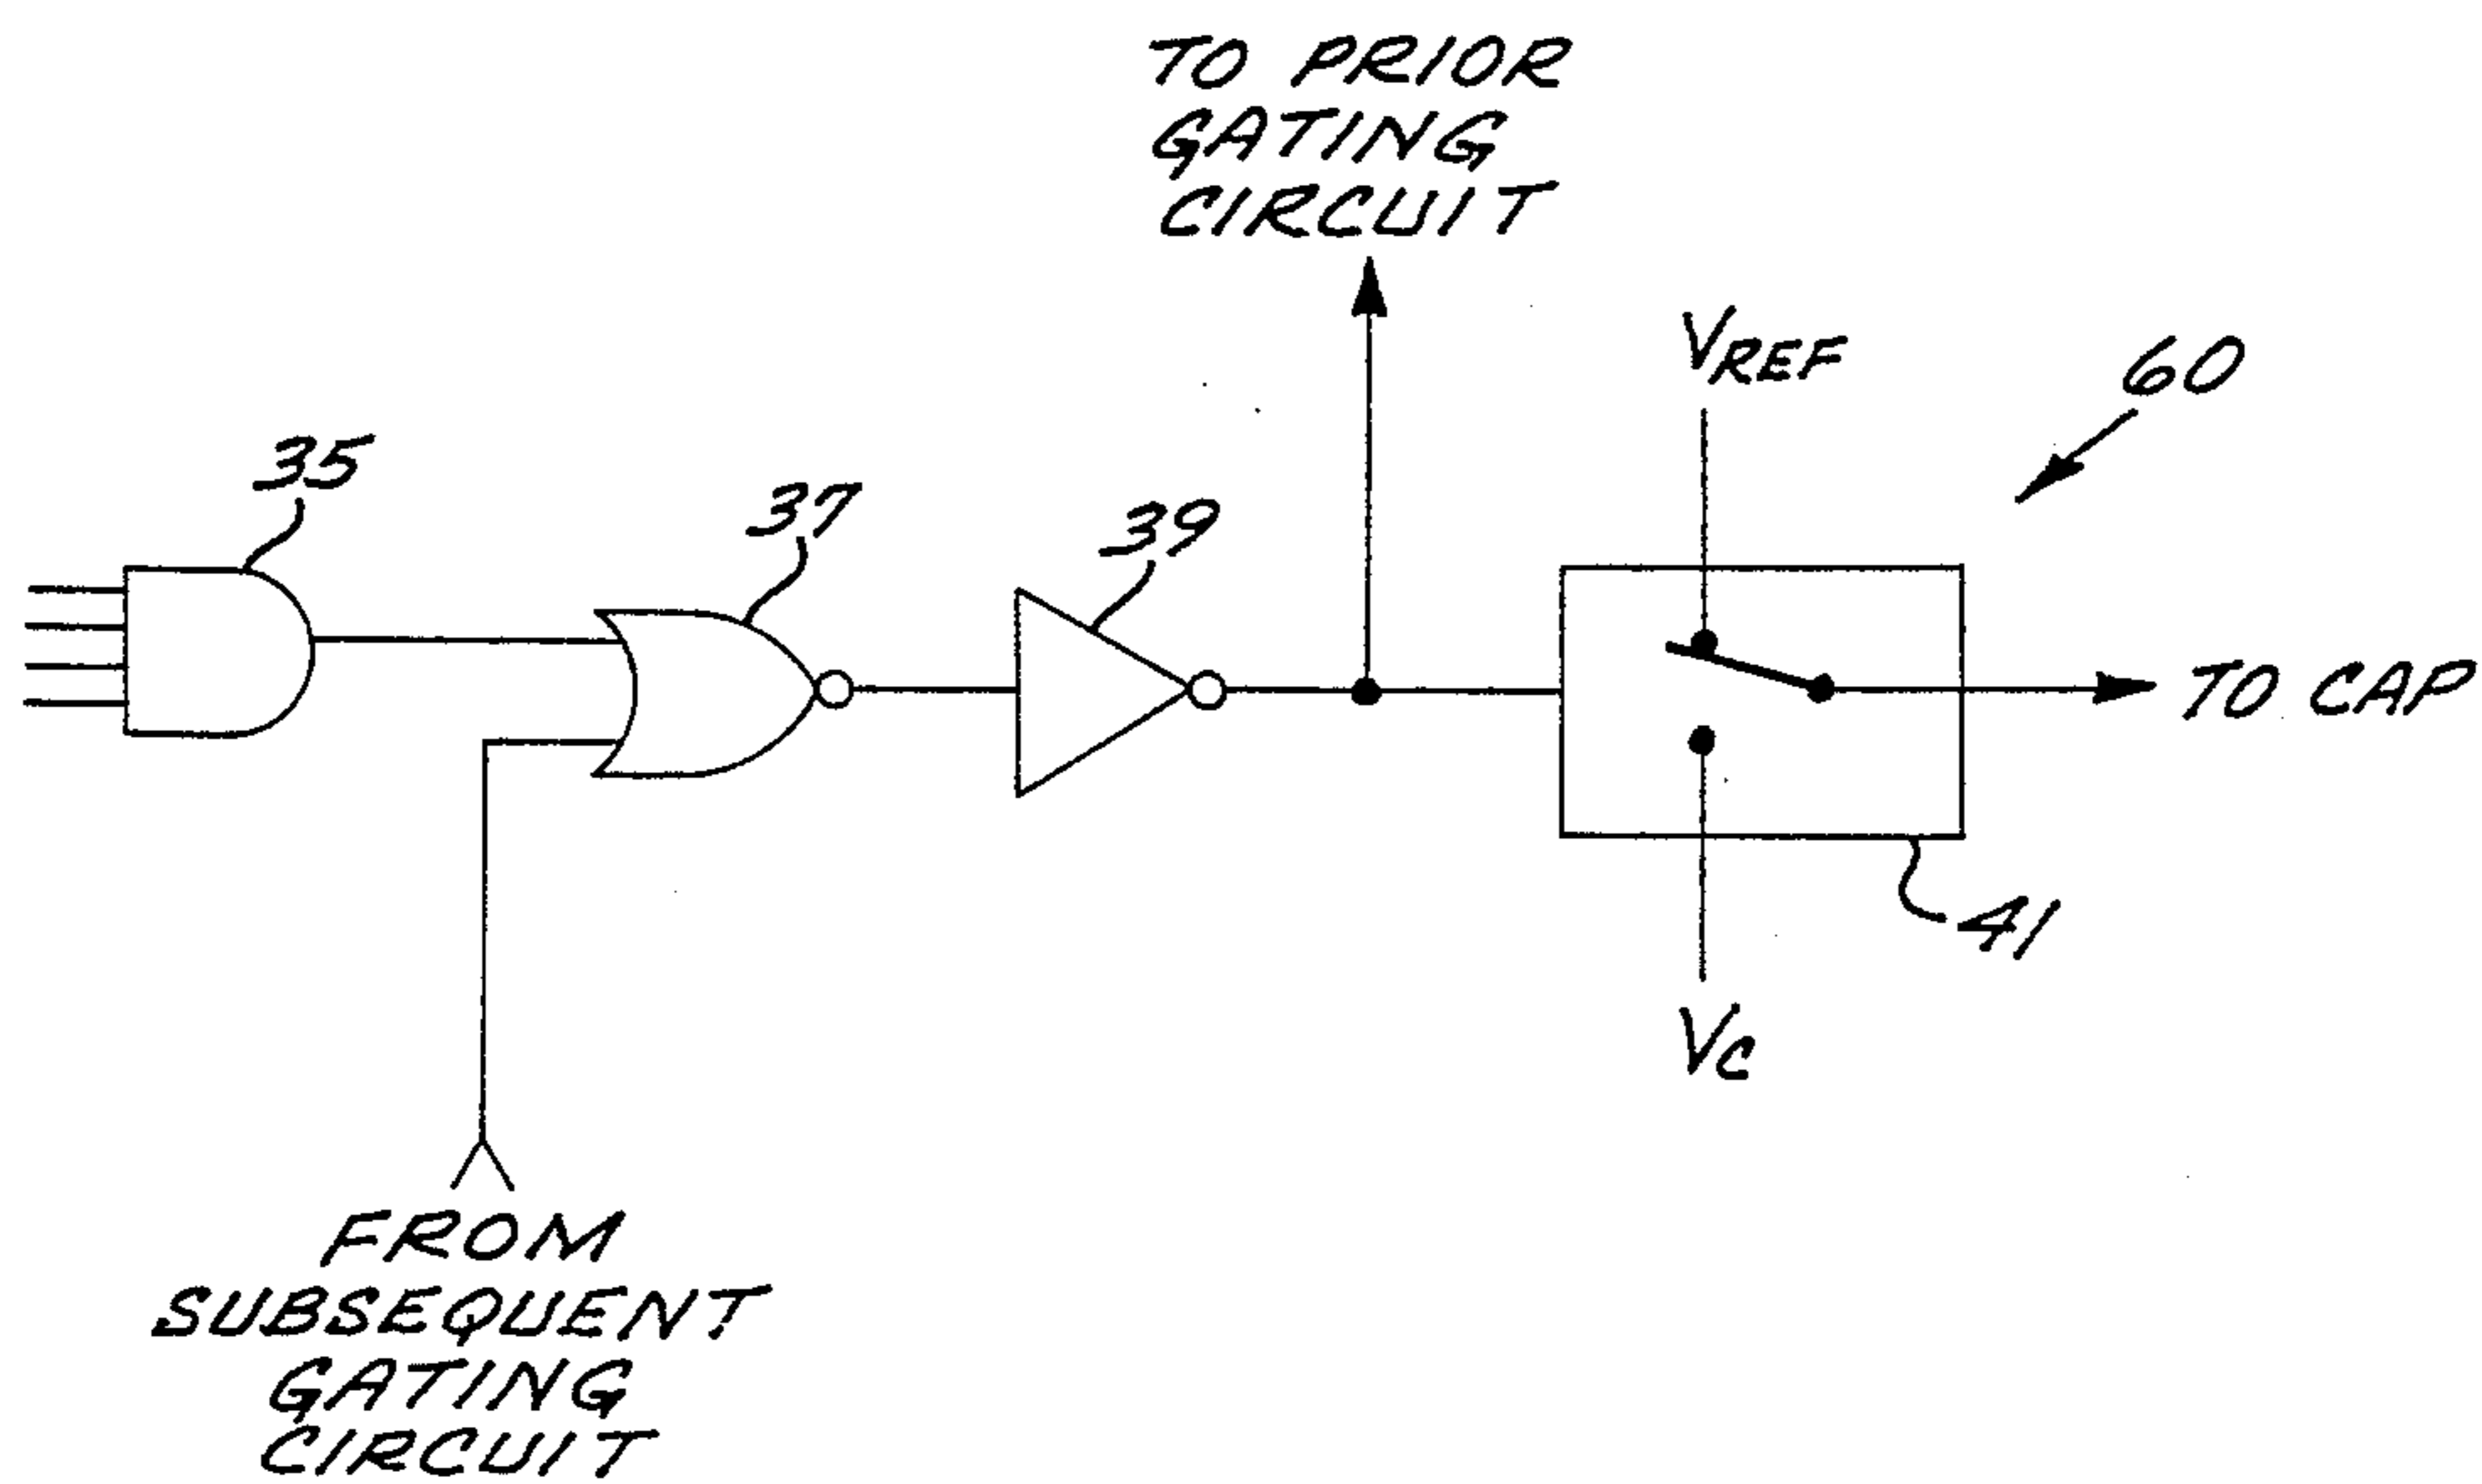 TO PRIOR
GATING
CIRCUIT
VREF
60
35
37
39
TO CAP
41
VC
FROM
SUBSEQUENT
GATING
CIRCUIT